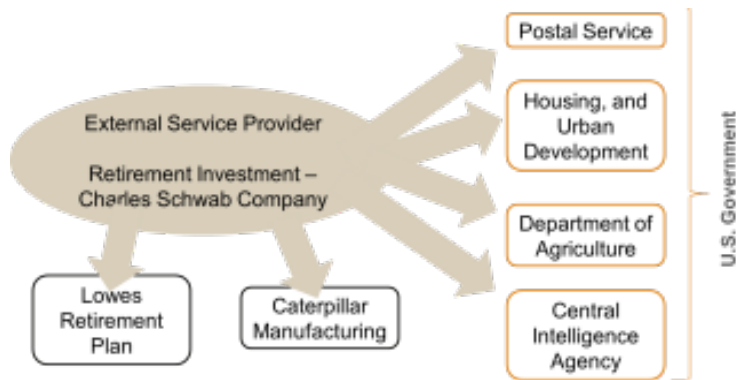 Postal Service
External Service Provider
Retirement Investment –
Charles Schwab Company
Housing, and
Urban
Development
Department of
Agriculture
Central
Intelligence
Agency
U.S. Government
Lowes
Retirement
Plan
Caterpillar
Manufacturing